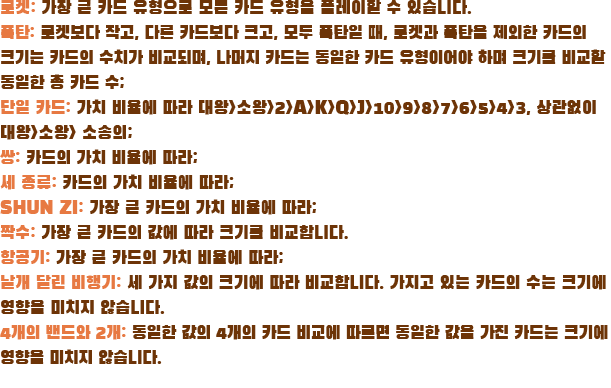 로켓: 가장 큰 카드 유형으로 모든 카드 유형을 플레이할 수 있습니다.
폭탄: 로켓보다 작고, 다른 카드보다 크고, 모두 폭탄일 때, 로켓과 폭탄을 제외한 카드의
크기는 카드의 수치가 비교되며, 나머지 카드는 동일한 카드 유형이어야 하며 크기를 비교할
동일한 총 카드 수;
단일 카드: 가치 비율에 따라 대왕>소왕>2>A>K>Q>J>10>9>8>7>6>5>4>3, 상관없이
대왕>소왕> 소송의;
쌍: 카드의 가치 비율에 따라;
세 종류: 카드의 가치 비율에 따라;
SHUN ZI: 가장 큰 카드의 가치 비율에 따라;
짝수: 가장 큰 카드의 값에 따라 크기를 비교합니다.
항공기: 가장 큰 카드의 가치 비율에 따라;
날개 달린 비행기: 세 가지 값의 크기에 따라 비교합니다. 가지고 있는 카드의 수는 크기에
영향을 미치지 않습니다.
4개의 밴드와 2개: 동일한 값의 4개의 카드 비교에 따르면 동일한 값을 가진 카드는 크기에
영향을 미치지 않습니다.